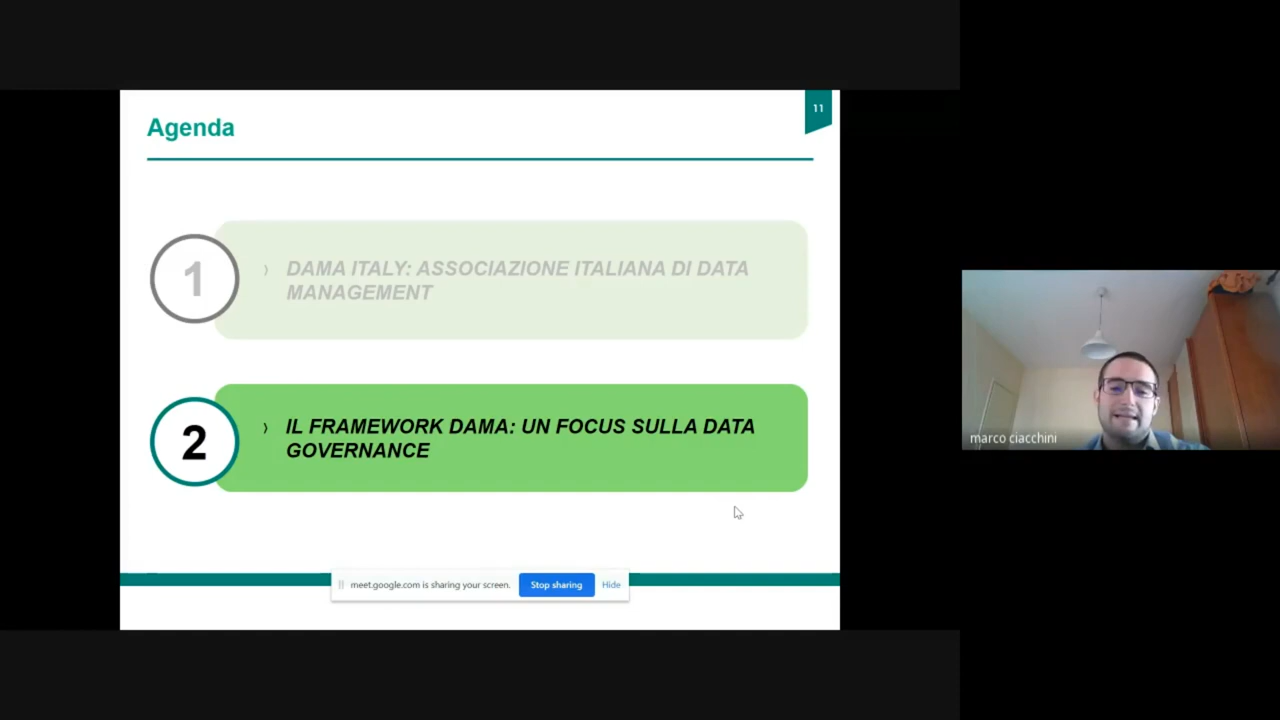 11
Agenda
1
› DAMA ITALY: ASSOCIAZIONE ITALIANA DI DATA
MANAGEMENT
2
› IL FRAMEWORK DAMA: UN FOCUS SULLA DATA
GOVERNANCE
marco ciacchini
meet.google.com is sharing your screen. Stop sharing Hide